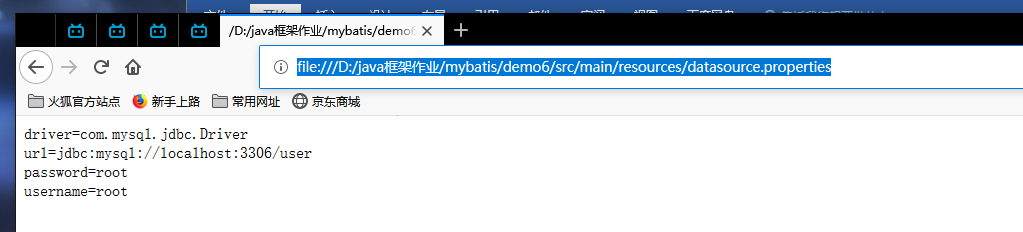 /D:/java框架作业/mybatis/demo6
file:///D:/java框架作业/mybatis/demo6/src/main/resources/datasource.properties
火狐官方站点 新手上路 常用网址 京东商城
driver=com.mysql.jdbc.Driver
url=jdbc:mysql://localhost:3306/user
password=root
username=root